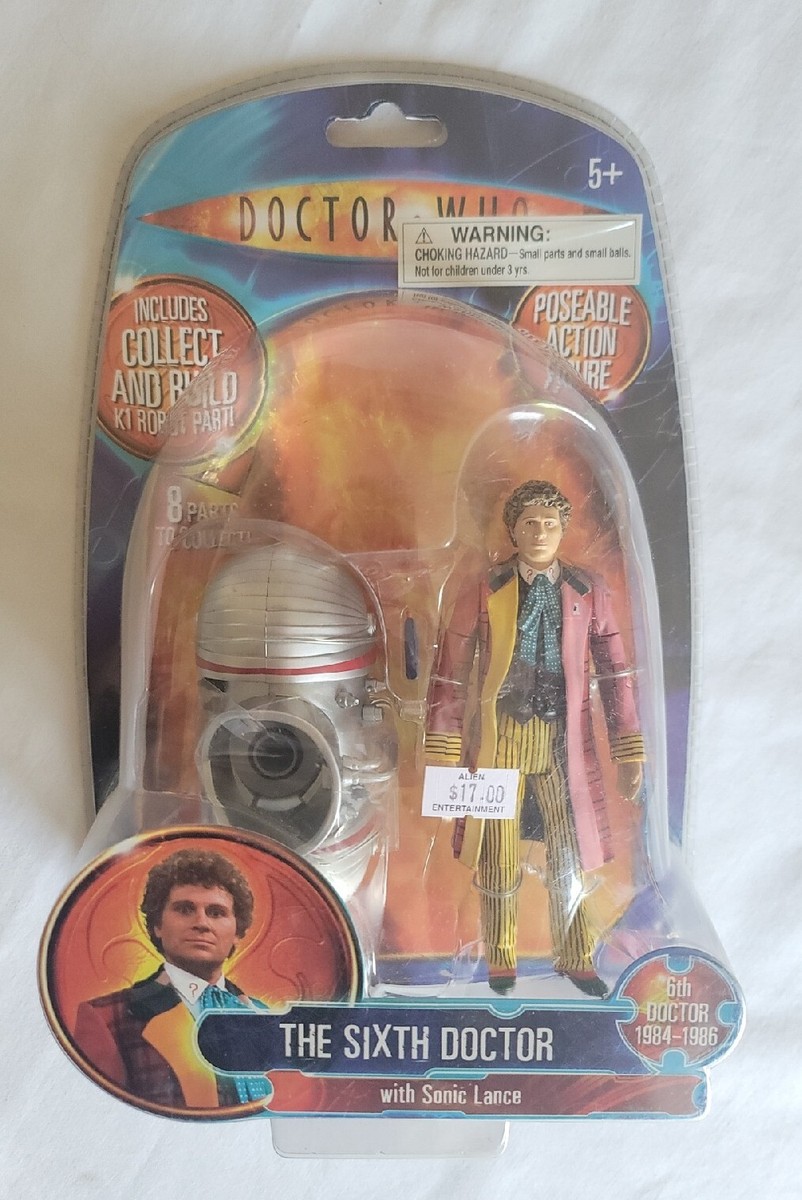 5+
DOCTOR WHO
WARNING:
CHOKING HAZARD—Small parts and small balls.
Not for children under 3 yrs.
INCLUDES
COLLECT
AND BUILD
K1 ROBOT PART!
POSEABLE
ACTION
FIGURE
8 PARTS
TO COLLECT!
ALIEN
$17.00
ENTERTAINMENT
?
6th
DOCTOR
1984-1986
THE SIXTH DOCTOR
with Sonic Lance